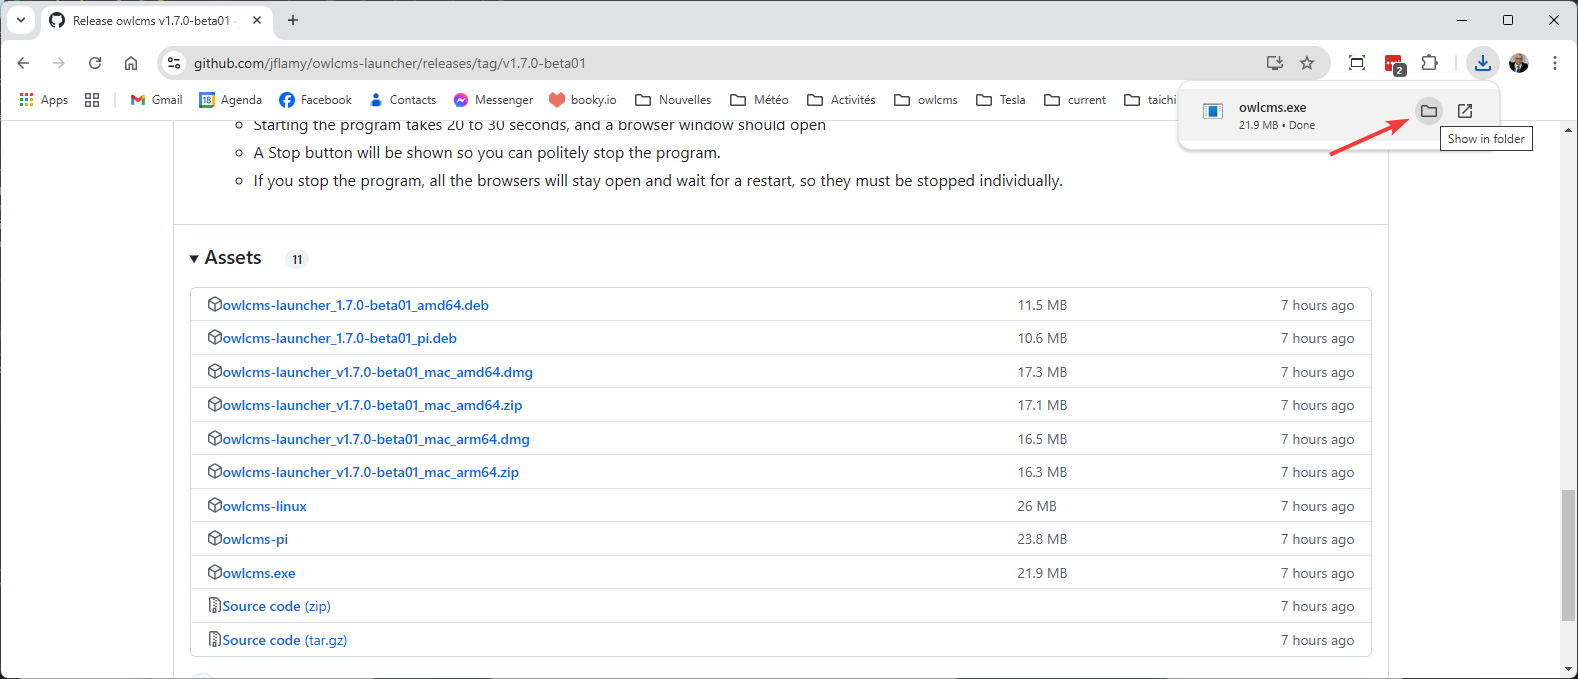 Release owlcms v1.7.0-beta01
github.com/jflamy/owlcms-launcher/releases/tag/v1.7.0-beta01
2
Apps
Gmail
18
Agenda
Facebook
Contacts
Messenger
booky.io
Nouvelles
Météo
Activités
owlcms
Tesla
current
taichi
owlcms.exe
21.9 MB • Done
Show in folder
Starting the program takes 20 to 30 seconds, and a browser window should open
A Stop button will be shown so you can politely stop the program.
If you stop the program, all the browsers will stay open and wait for a restart, so they must be stopped individually.
Assets 11
owlcms-launcher_1.7.0-beta01_amd64.deb 11.5 MB 7 hours ago
owlcms-launcher_1.7.0-beta01_pi.deb 10.6 MB 7 hours ago
owlcms-launcher_v1.7.0-beta01_mac_amd64.dmg 17.3 MB 7 hours ago
owlcms-launcher_v1.7.0-beta01_mac_amd64.zip 17.1 MB 7 hours ago
owlcms-launcher_v1.7.0-beta01_mac_arm64.dmg 16.5 MB 7 hours ago
owlcms-launcher_v1.7.0-beta01_mac_arm64.zip 16.3 MB 7 hours ago
owlcms-linux 26 MB 7 hours ago
owlcms-pi 23.8 MB 7 hours ago
owlcms.exe 21.9 MB 7 hours ago
Source code (zip) 7 hours ago
Source code (tar.gz) 7 hours ago